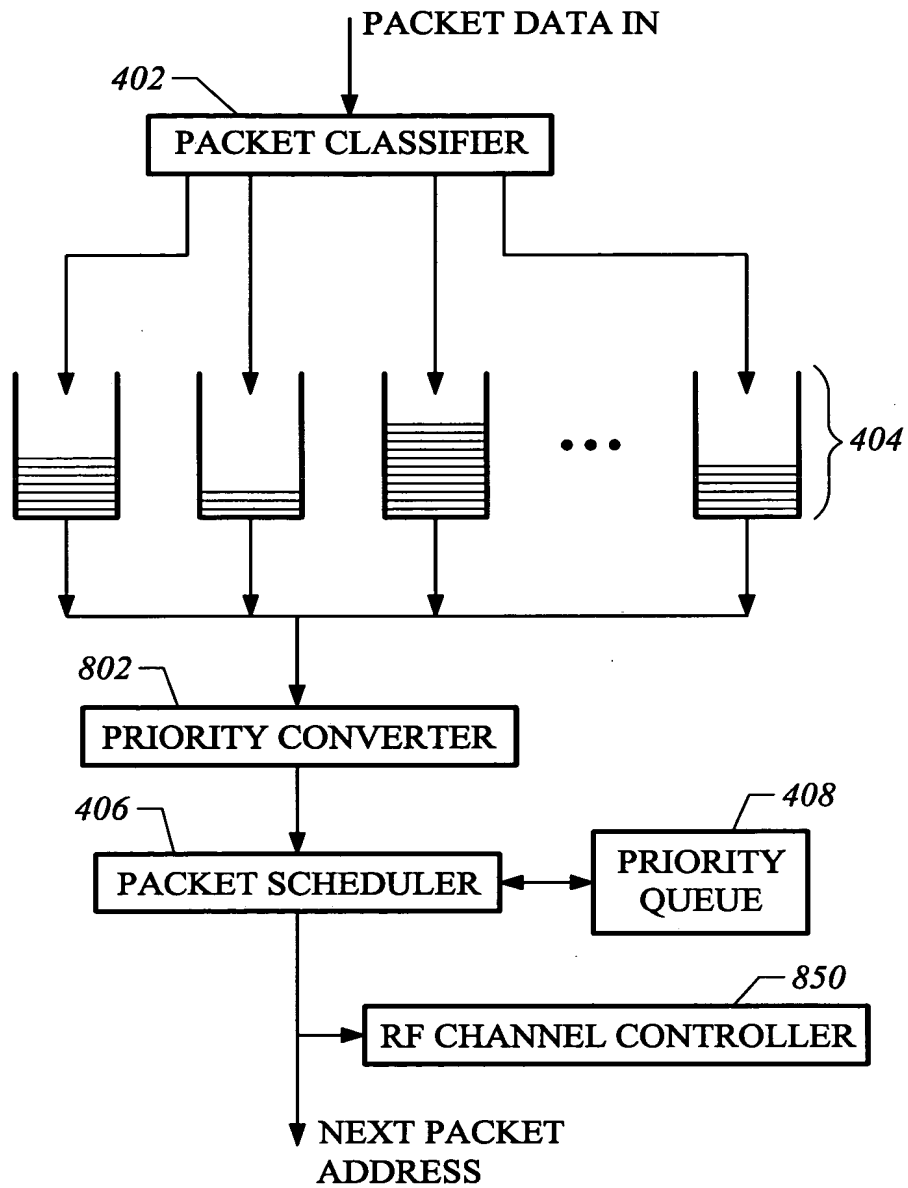 PACKET DATA IN
402
PACKET CLASSIFIER
404
802
PRIORITY CONVERTER
406
408
PACKET SCHEDULER
PRIORITY
QUEUE
850
RF CHANNEL CONTROLLER
NEXT PACKET
ADDRESS